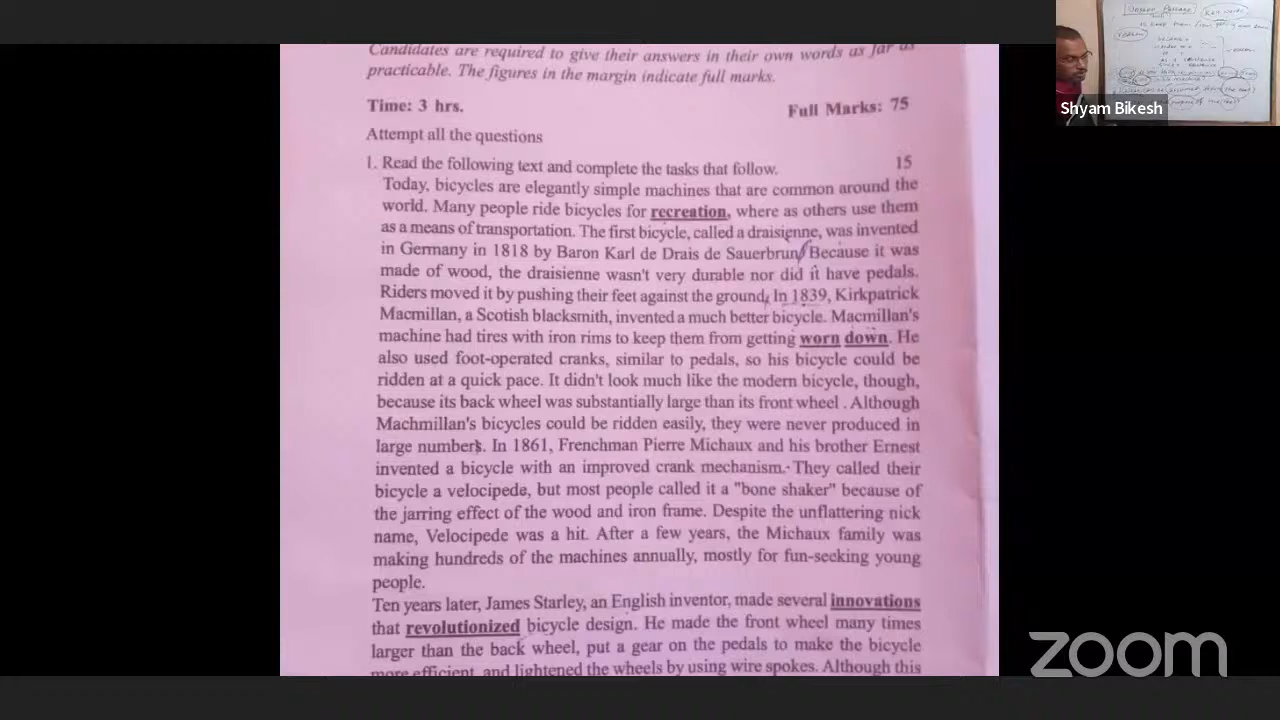 Candidates are required to give their answers in their own words as far as
practicable. The figures in the margin indicate full marks.
Time: 3 hrs. Full Marks: 75
Attempt all the questions
1. Read the following text and complete the tasks that follow. 15
Today, bicycles are elegantly simple machines that are common around the
world. Many people ride bicycles for recreation, where as others use them
as a means of transportation. The first bicycle, called a draisienne, was invented
in Germany in 1818 by Baron Karl de Drais de Sauerbrun. Because it was
made of wood, the draisienne wasn't very durable nor did it have pedals.
Riders moved it by pushing their feet against the ground. In 1839, Kirkpatrick
Macmillan, a Scotish blacksmith, invented a much better bicycle. Macmillan's
machine had tires with iron rims to keep them from getting worn down. He
also used foot-operated cranks, similar to pedals, so his bicycle could be
ridden at a quick pace. It didn't look much like the modern bicycle, though,
because its back wheel was substantially large than its front wheel . Although
Machmillan's bicycles could be ridden easily, they were never produced in
large numbers. In 1861, Frenchman Pierre Michaux and his brother Ernest
invented a bicycle with an improved crank mechanism. They called their
bicycle a velocipede, but most people called it a "bone shaker" because of
the jarring effect of the wood and iron frame. Despite the unflattering nick
name, Velocipede was a hit. After a few years, the Michaux family was
making hundreds of the machines annually, mostly for fun-seeking young
people.
Ten years later, James Starley, an English inventor, made several innovations
that revolutionized bicycle design. He made the front wheel many times
larger than the back wheel, put a gear on the pedals to make the bicycle
more efficient, and lightened the wheels by using wire spokes. Although this
Shyam Bikesh
zoom